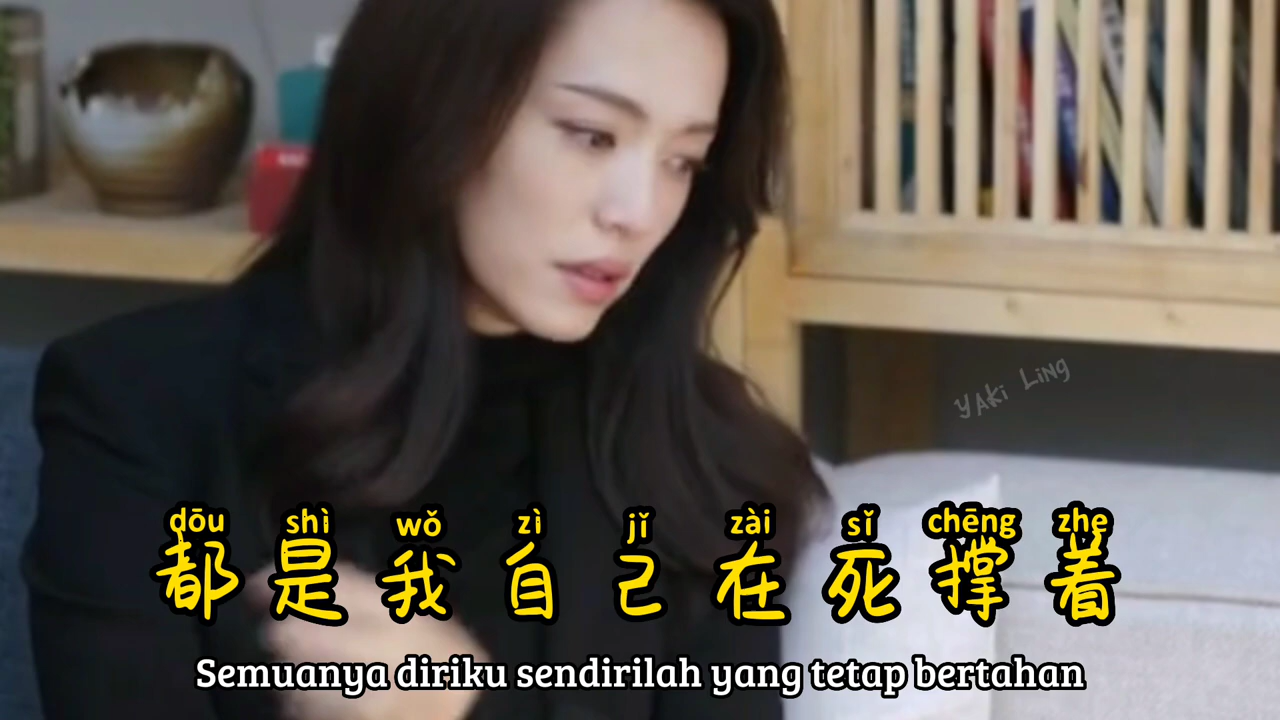 YAKi LiNg
dōu shì wǒ zì jǐ zài sǐ chēng zhe
都是我自己在死撑着
Semuanya diriku sendirilah yang tetap bertahan